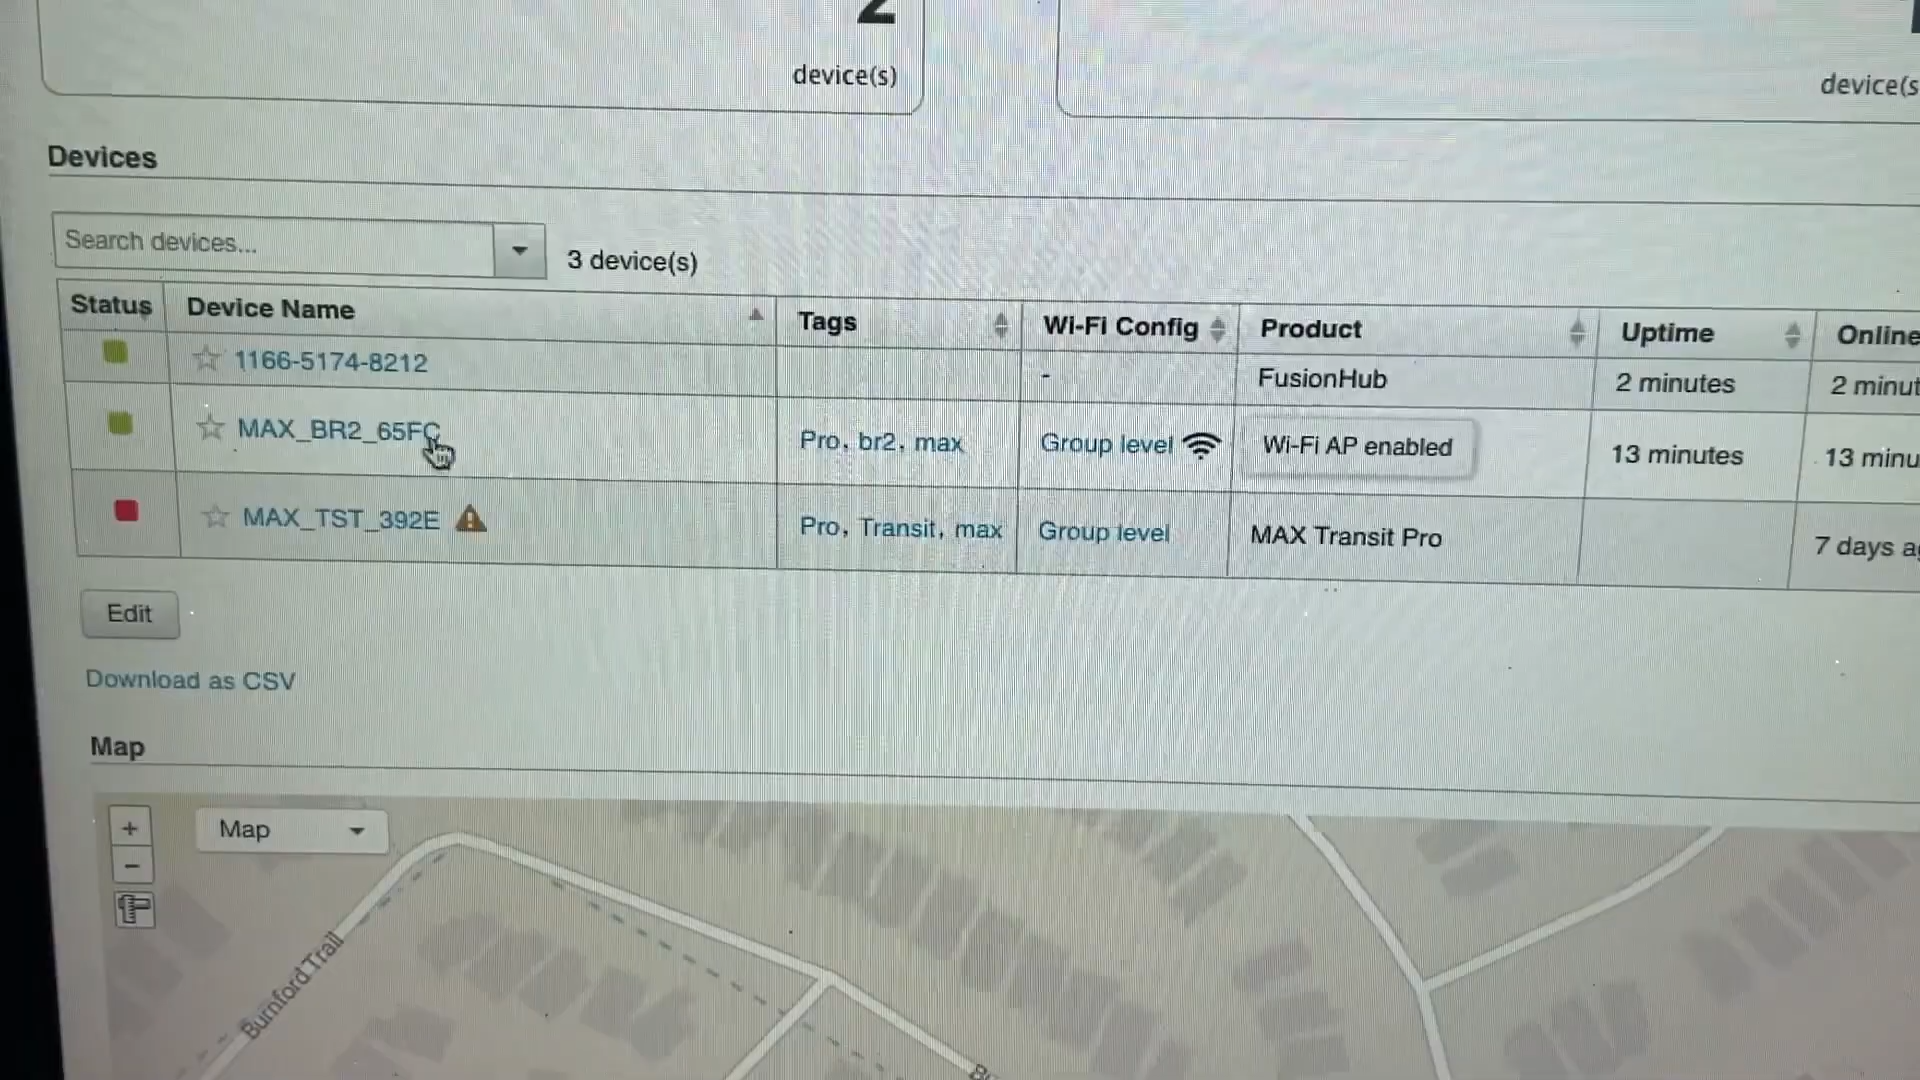 2
device(s)
device(s
Devices
Search devices...
3 device(s)
Status Device Name Tags Wi-Fi Config Product Uptime Online
1166-5174-8212 - FusionHub 2 minutes 2 minut
MAX_BR2_65FC Pro, br2, max Group level Wi-Fi AP enabled 13 minutes 13 minu
MAX_TST_392E Pro, Transit, max Group level MAX Transit Pro 7 days a
Edit
Download as CSV
Map
+
Map
-
Burnford Trail